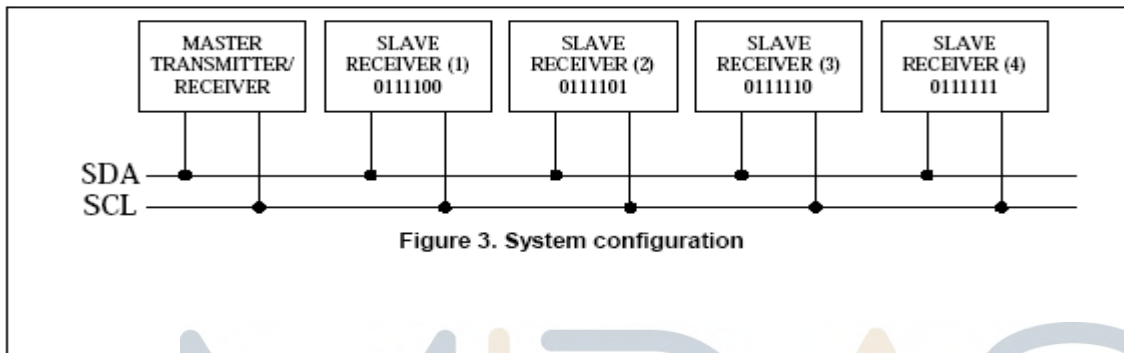 MASTER
TRANSMITTER/
RECEIVER
SLAVE
RECEIVER (1)
0111100
SLAVE
RECEIVER (2)
0111101
SLAVE
RECEIVER (3)
0111110
SLAVE
RECEIVER (4)
0111111
SDA
SCL
Figure 3. System configuration